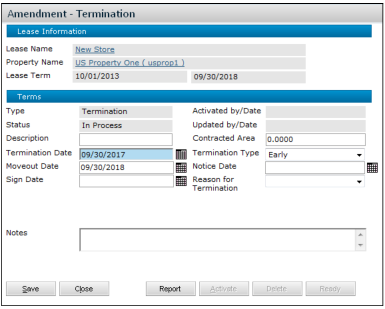 Amendment - Termination
Lease Information
Lease Name New Store
Property Name US Property One ( usprop1 )
Lease Term 10/01/2013 09/30/2018
Terms
Type Termination Activated by/Date
Status In Process Updated by/Date
Description Contracted Area 0.0000
Termination Date 09/30/2017 Termination Type Early
Moveout Date 09/30/2018 Notice Date
Sign Date Reason for
Termination
Notes
Save Close Report Activate Delete Ready